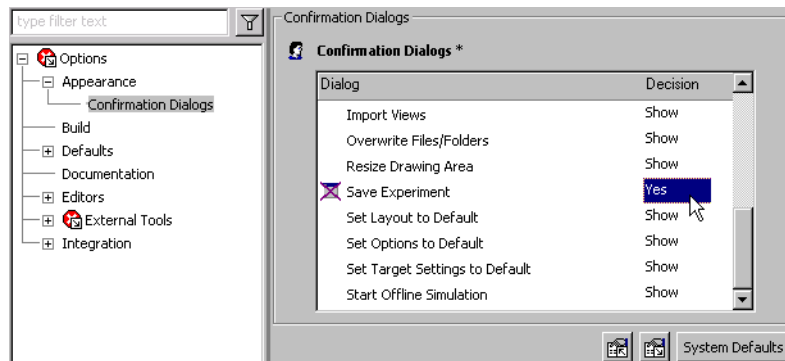 type filter text
Options
Appearance
Confirmation Dialogs
Build
Defaults
Documentation
Editors
External Tools
Integration
Confirmation Dialogs
Confirmation Dialogs *
Dialog Decision
Import Views Show
Overwrite Files/Folders Show
Resize Drawing Area Show
Save Experiment Yes
Set Layout to Default Show
Set Options to Default Show
Set Target Settings to Default Show
Start Offline Simulation Show
System Defaults